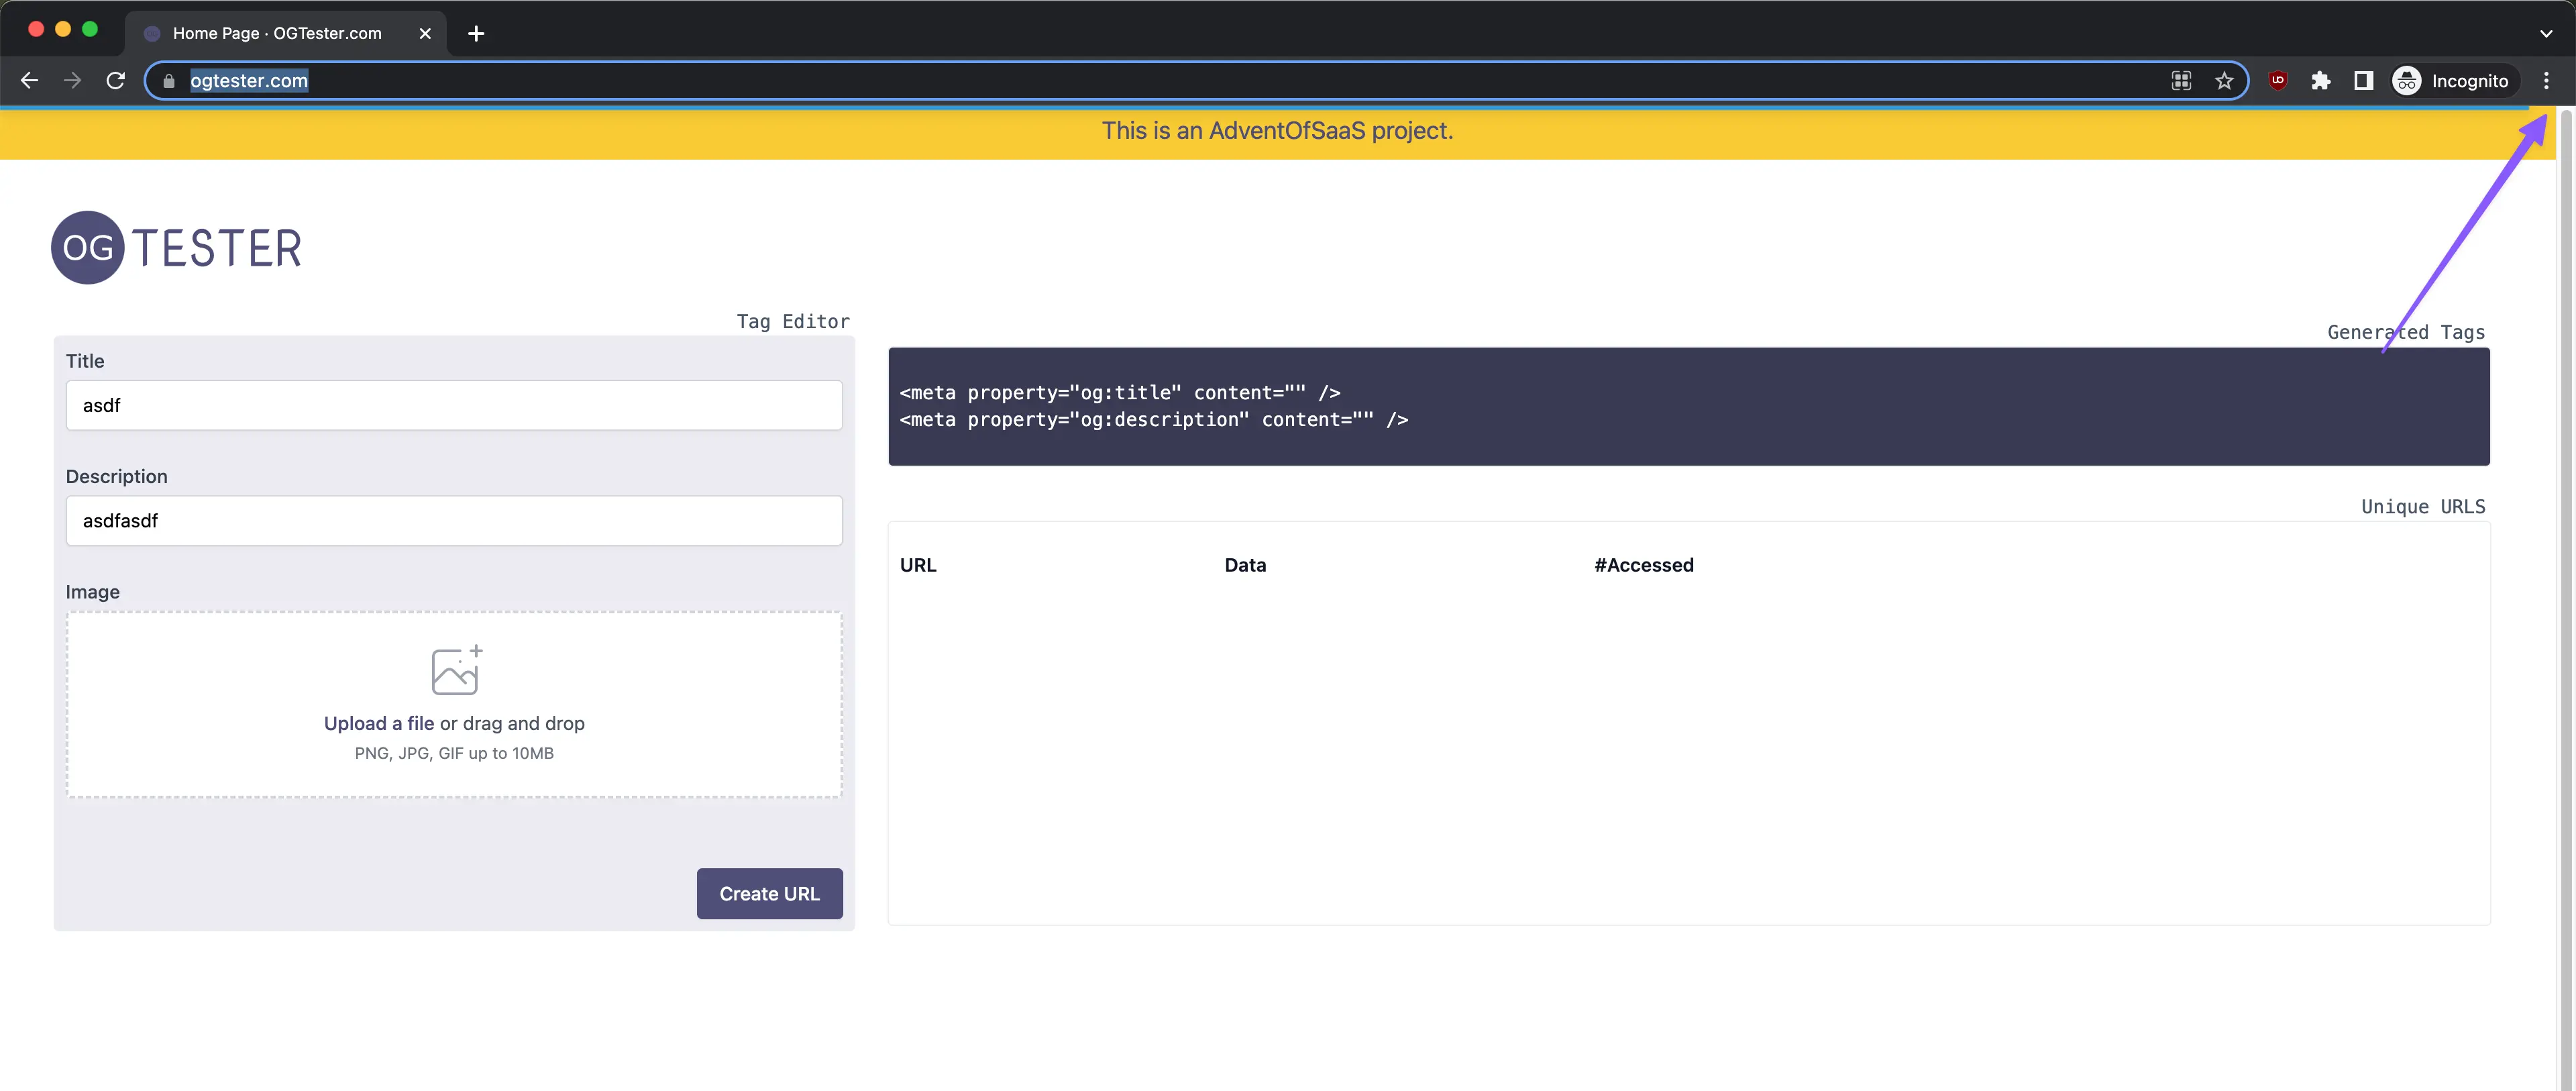 Home Page · OGTester.com
ogtester.com
Incognito
This is an AdventOfSaaS project.
OG TESTER
Tag Editor
Title
asdf
Description
asdfasdf
Image
Upload a file or drag and drop
PNG, JPG, GIF up to 10MB
Create URL
Generated Tags
<meta property="og:title" content="" />
<meta property="og:description" content="" />
Unique URLS
URL Data #Accessed